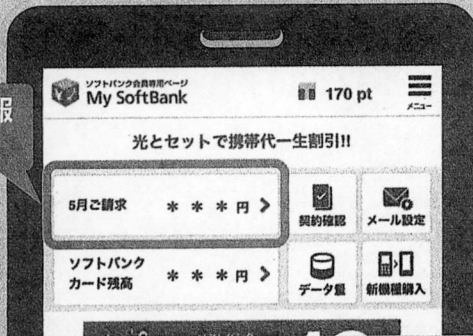 報
ソフトバンク会員専用ページ
My SoftBank
170 pt
メニュー
光とセットで携帯代一生割引!!
5月ご請求
＊＊＊円
契約確認
メール設定
ソフトバンク
カード残高
＊＊＊円
データ量
新機種購入